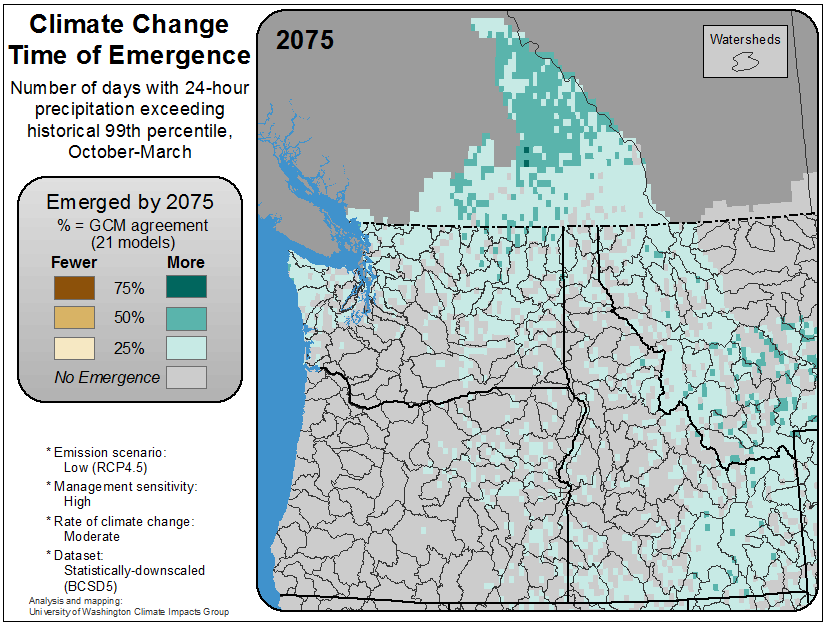 Climate Change
Time of Emergence
Number of days with 24-hour
precipitation exceeding
historical 99th percentile,
October-March
Emerged by 2075
% = GCM agreement
(21 models)
Fewer More
75%
50%
25%
No Emergence
* Emission scenario:
Low (RCP4.5)
* Management sensitivity:
High
* Rate of climate change:
Moderate
* Dataset:
Statistically-downscaled
(BCSD5)
Analysis and mapping:
University of Washington Climate Impacts Group
2075
Watersheds